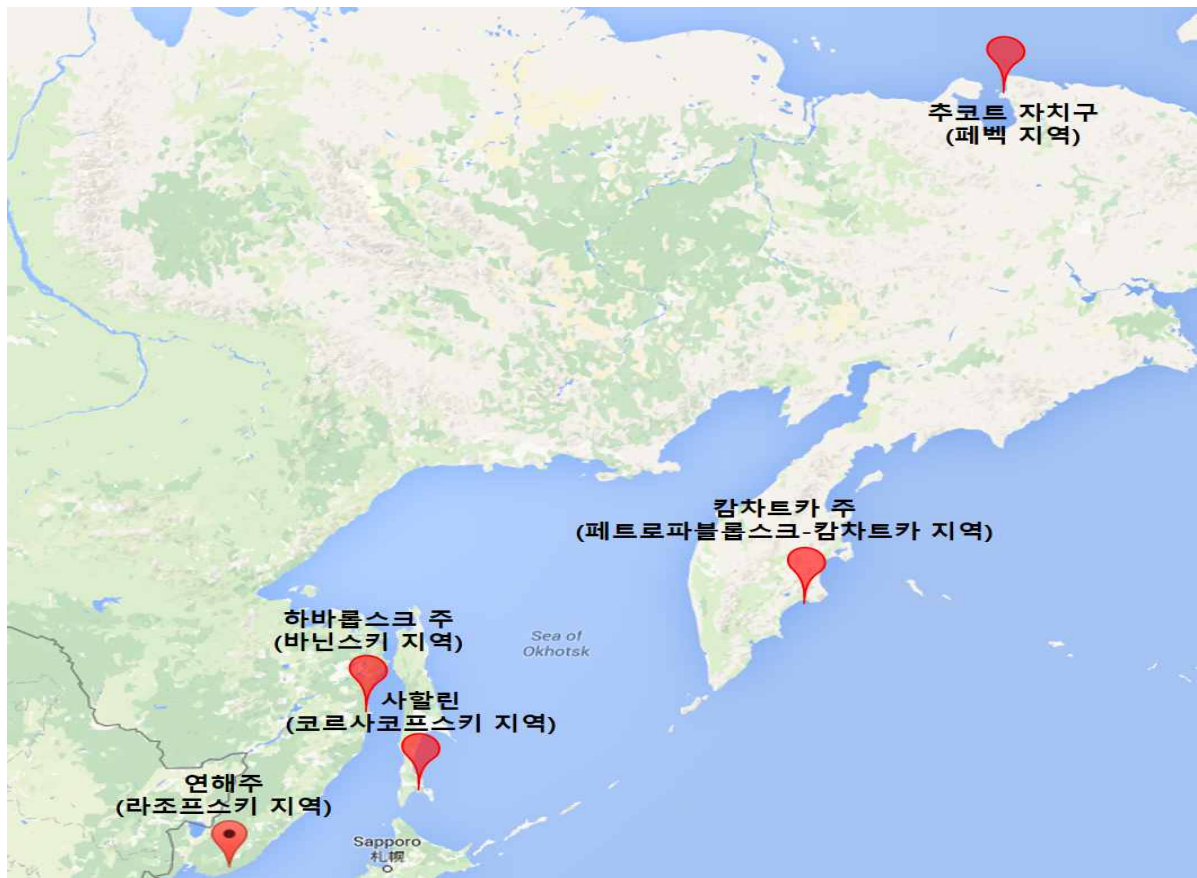 추코트 자치구
(페벡 지역)
캄차트카 주
(페트로파블롭스크-캄차트카 지역)
하바롭스크 주
(바닌스키 지역)
Sea of
Okhotsk
사할린
(코르사코프스키 지역)
연해주
(라조프스키 지역)
Sapporo
札幌